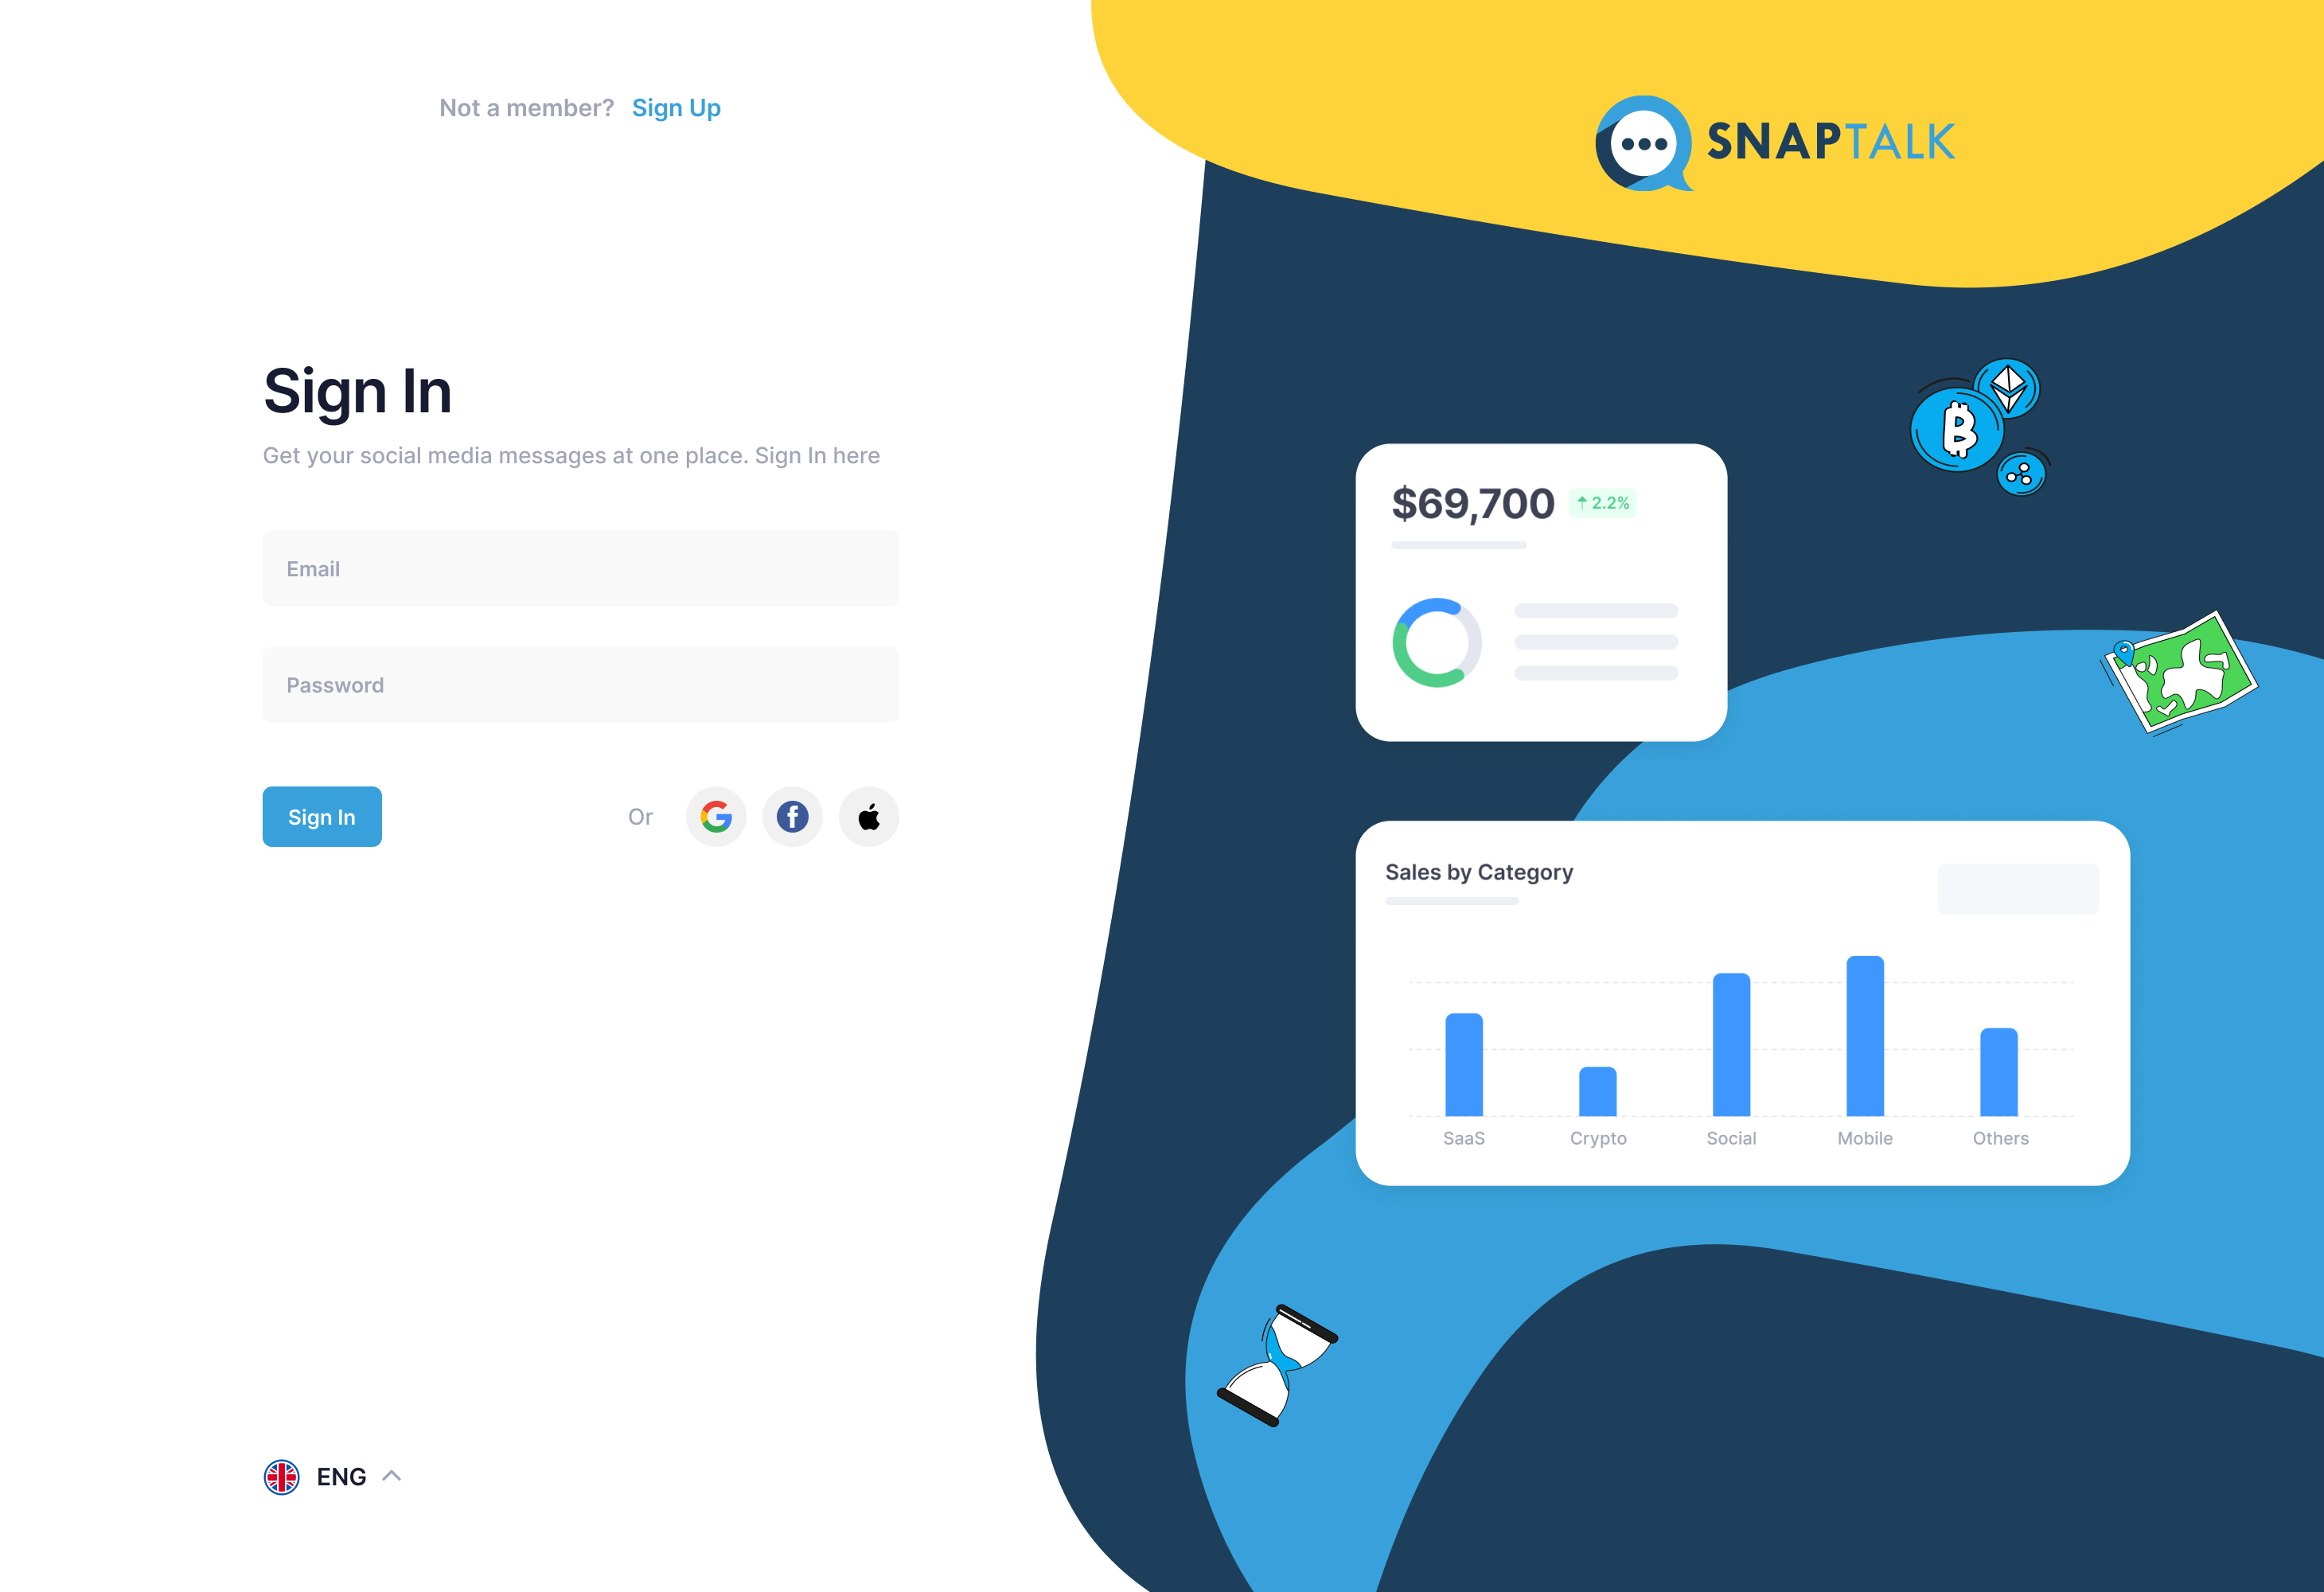 Not a member? Sign Up
Sign In
Get your social media messages at one place. Sign In here
Email
Password
Sign In
Or
ENG
SNAPTALK
$69,700
2.2%
Sales by Category
SaaS Crypto Social Mobile Others